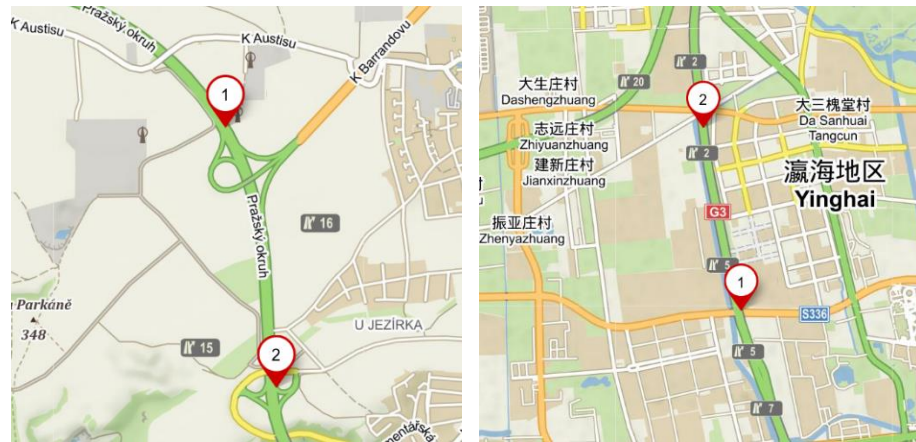 Pražský okruh
K Austisu
K Austisu
K Barrandovu
1
Pražský okruh
16
Parkáně
348
U JEZÍRKA
15
2
2
20
大生庄村
Dashengzhuang
2
志远庄村
Zhiyuanzhuang
大三槐堂村
Da Sanhuai
Tangcun
2
建新庄村
Jianxinzhuang
瀛海地区
Yinghai
G3
振亚庄村
Zhenyazhuang
5
1
S336
5
7